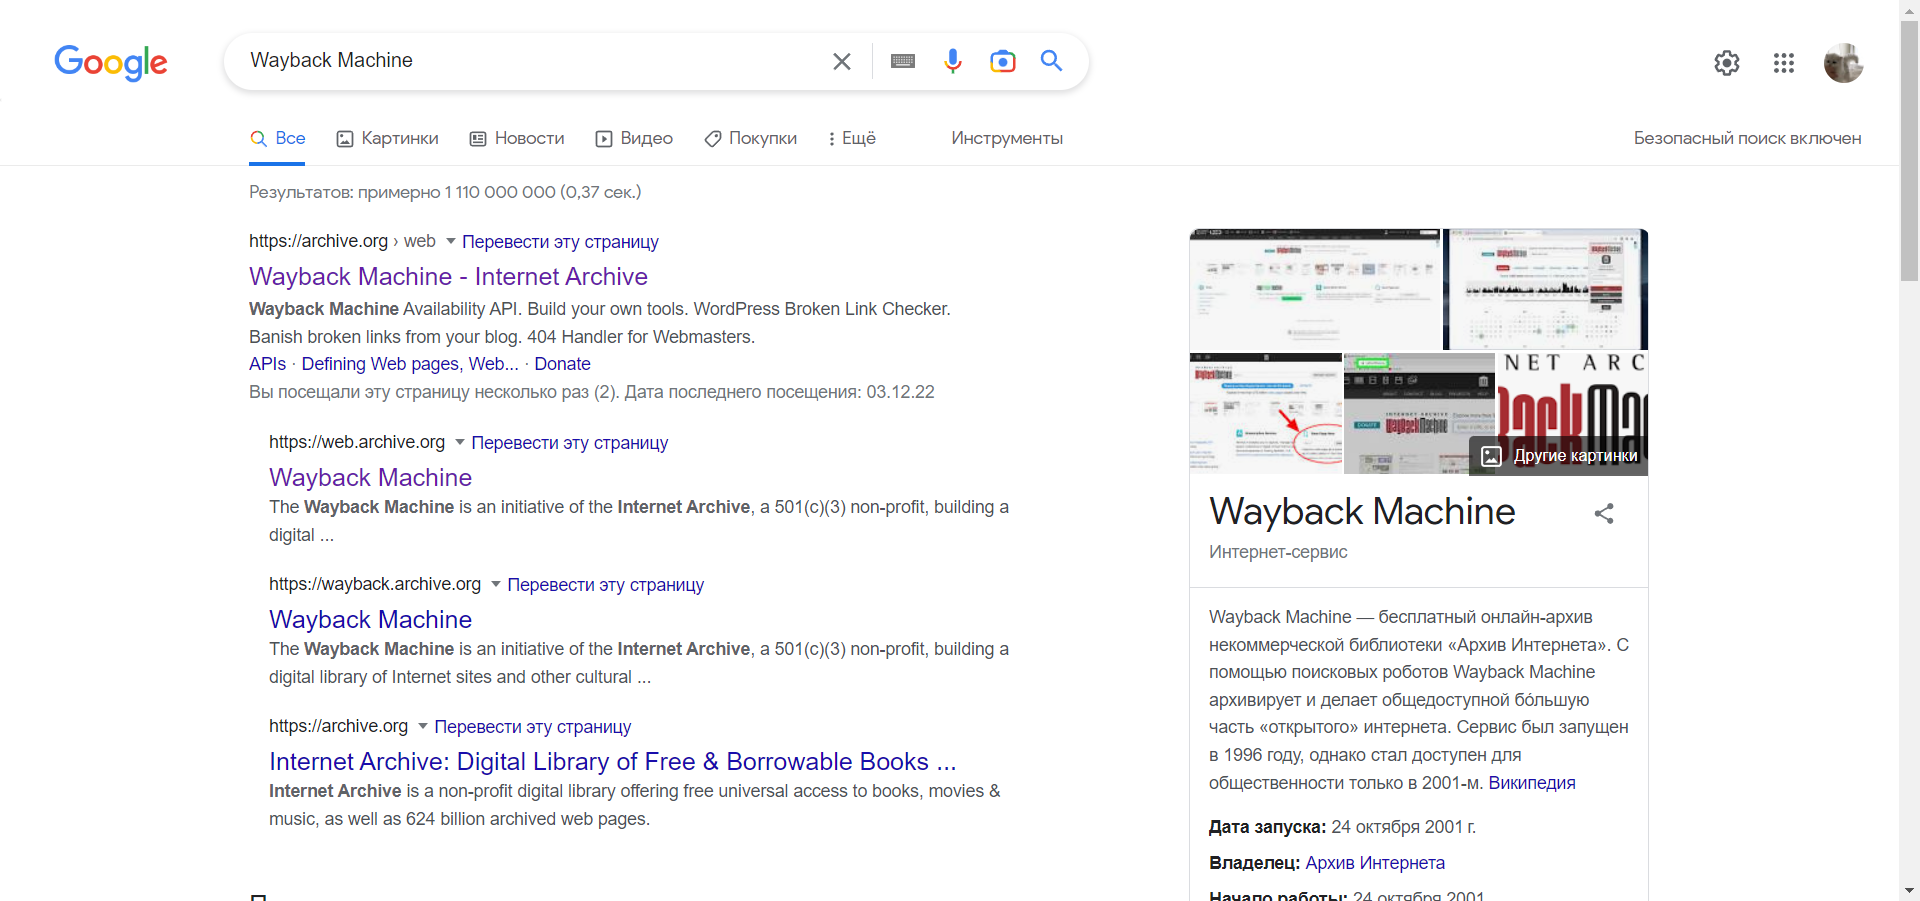 Google
Wayback Machine
Все
Картинки
Новости
Видео
Покупки
Ещё
Инструменты
Безопасный поиск включен
Результатов: примерно 1 110 000 000 (0,37 сек.)
https://archive.org › web
Перевести эту страницу
Wayback Machine - Internet Archive
Wayback Machine Availability API. Build your own tools. WordPress Broken Link Checker.
Banish broken links from your blog. 404 Handler for Webmasters.
APIs · Defining Web pages, Web... · Donate
Вы посещали эту страницу несколько раз (2). Дата последнего посещения: 03.12.22
https://web.archive.org
Перевести эту страницу
Wayback Machine
The Wayback Machine is an initiative of the Internet Archive, a 501(c)(3) non-profit, building a
digital ...
https://wayback.archive.org
Перевести эту страницу
Wayback Machine
The Wayback Machine is an initiative of the Internet Archive, a 501(c)(3) non-profit, building a
digital library of Internet sites and other cultural ...
https://archive.org
Перевести эту страницу
Internet Archive: Digital Library of Free & Borrowable Books ...
Internet Archive is a non-profit digital library offering free universal access to books, movies &
music, as well as 624 billion archived web pages.
INTERNET ARCHIVE
WayBackMachine
DONATE
NET ARC
Back Ma
Другие картинки
Wayback Machine
Интернет-сервис
Wayback Machine — бесплатный онлайн-архив
некоммерческой библиотеки «Архив Интернета». С
помощью поисковых роботов Wayback Machine
архивирует и делает общедоступной бо́льшую
часть «открытого» интернета. Сервис был запущен
в 1996 году, однако стал доступен для
общественности только в 2001-м. Википедия
Дата запуска: 24 октября 2001 г.
Владелец: Архив Интернета
Начало работы: 24 октября 2001